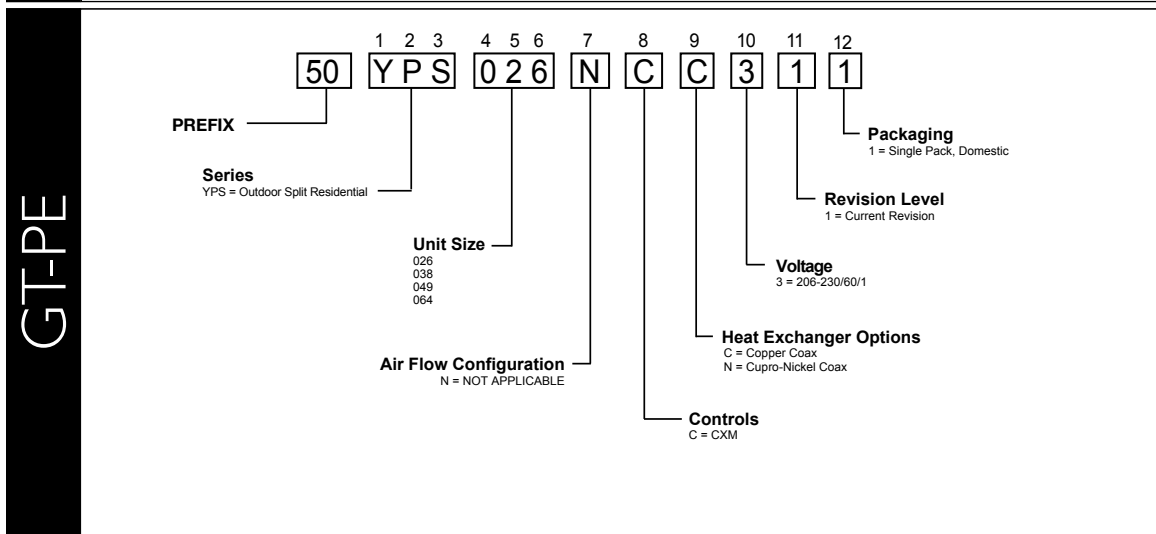 1 2 3 4 5 6 7 8 9 10 11 12
50 YPS 026 N C C 3 1 1
PREFIX
Packaging
1 = Single Pack, Domestic
Series
YPS = Outdoor Split Residential
Revision Level
1 = Current Revision
Unit Size
026
038
049
064
Voltage
3 = 206-230/60/1
Heat Exchanger Options
C = Copper Coax
N = Cupro-Nickel Coax
Air Flow Configuration
N = NOT APPLICABLE
Controls
C = CXM
GT-PE